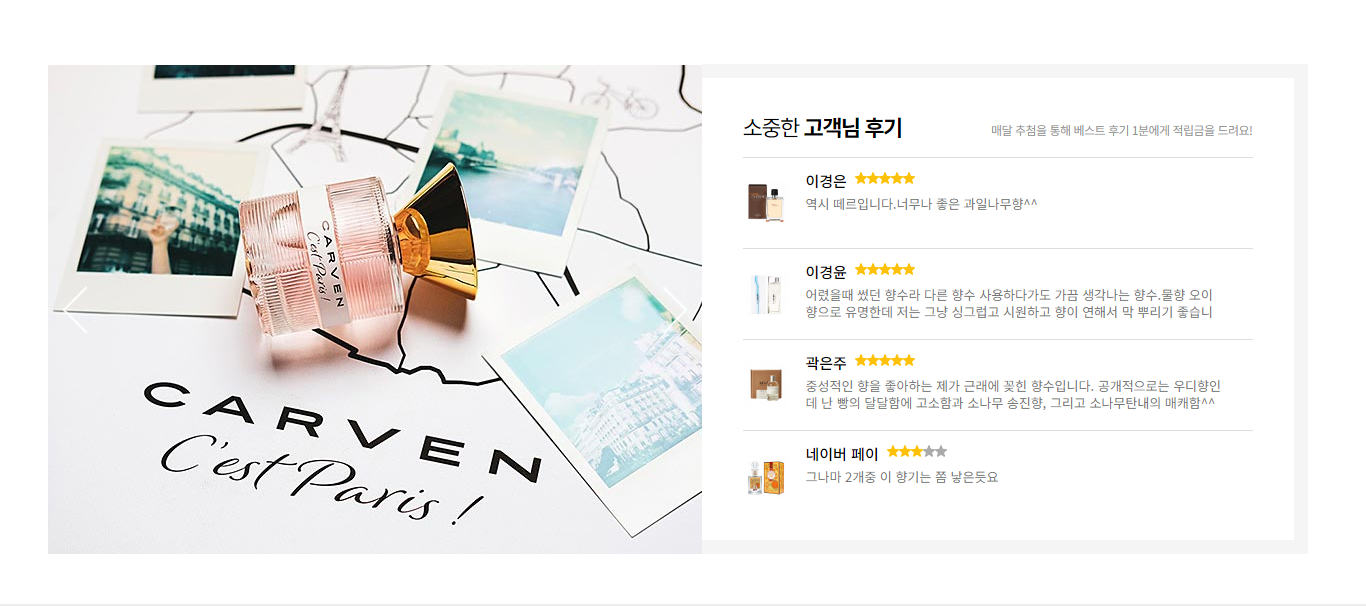 CARVEN
C'est Paris!
CARVEN
C'est Paris !
소중한 고객님 후기
매달 추첨을 통해 베스트 후기 1분에게 적립금을 드려요!
이경은
역시 떼르입니다.너무나 좋은 과일나무향^^
이경윤
어렸을때 썼던 향수라 다른 향수 사용하다가도 가끔 생각나는 향수.물향 오이
향으로 유명한데 저는 그냥 싱그럽고 시원하고 향이 연해서 막 뿌리기 좋습니
곽은주
중성적인 향을 좋아하는 제가 근래에 꽂힌 향수입니다. 공개적으로는 우디향인
데 난 빵의 달달함에 고소함과 소나무 송진향, 그리고 소나무탄내의 매캐함^^
네이버 페이
그나마 2개중 이 향기는 쫌 낳은듯요